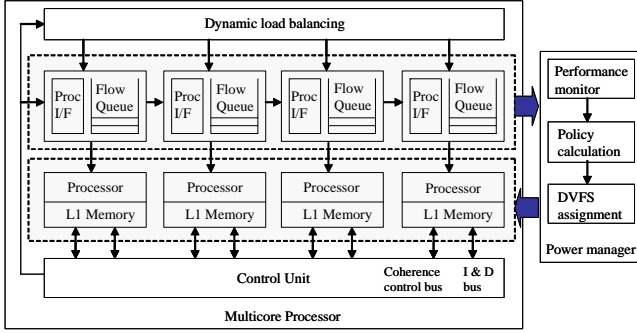 Dynamic load balancing
Proc
I/F
Flow
Queue
Proc
I/F
Flow
Queue
Proc
I/F
Flow
Queue
Proc
I/F
Flow
Queue
Processor
L1 Memory
Processor
L1 Memory
Processor
L1 Memory
Processor
L1 Memory
Control Unit
Coherence
control bus
I & D
bus
Multicore Processor
Performance
monitor
Policy
calculation
DVFS
assignment
Power manager